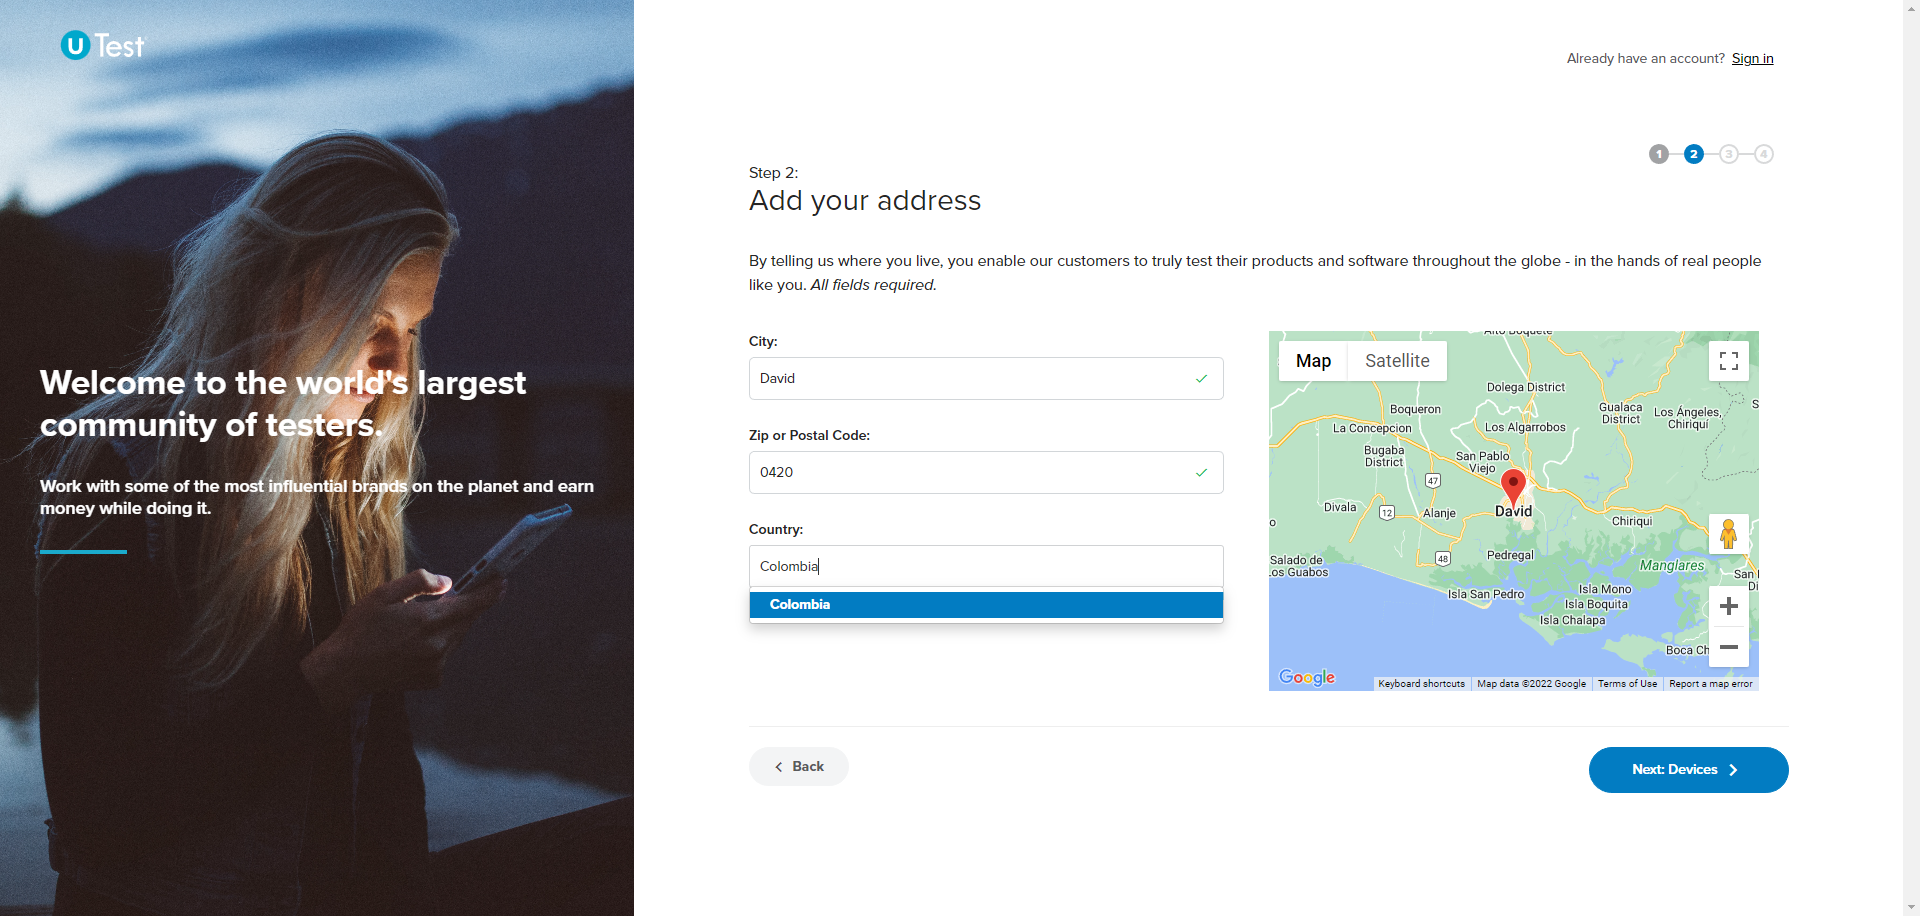 U Test
Welcome to the world's largest
community of testers.
Work with some of the most influential brands on the planet and earn
money while doing it.
Already have an account? Sign in
1 2 3 4
Step 2:
Add your address
By telling us where you live, you enable our customers to truly test their products and software throughout the globe - in the hands of real people
like you. All fields required.
City:
David
Zip or Postal Code:
0420
Country:
Colombia
Colombia
Alto Boquete
Map Satellite
Dolega District
Boqueron
Gualaca
District
Los Ángeles,
Chiriquí
La Concepcion
Los Algarrobos
Bugaba
District
San Pablo
Viejo
47
Divala
12
Alanje
David
Chiriqui
48
Pedregal
Salado de
Los Guabos
Manglares
San
Isla San Pedro
Isla Mono
Isla Boquita
Isla Chalapa
Boca Ch
Google
Keyboard shortcuts Map data ©2022 Google Terms of Use Report a map error
Back
Next: Devices